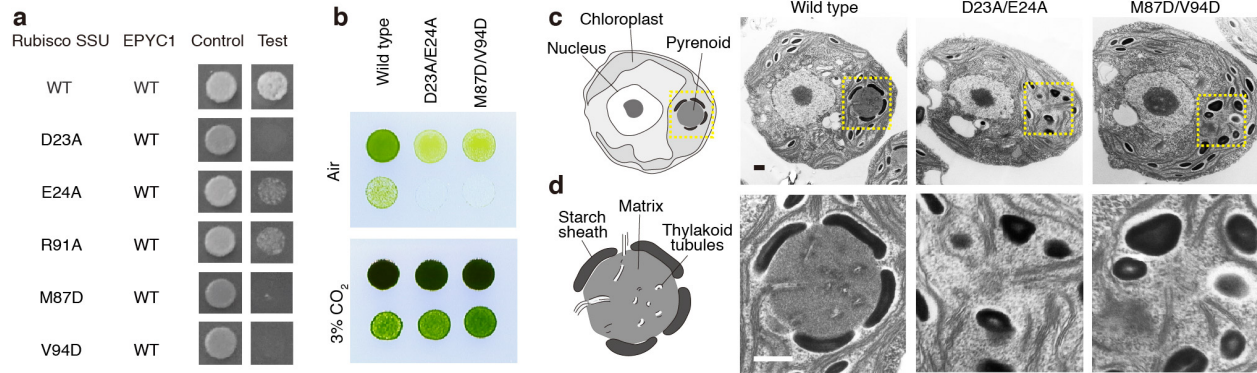 a
Rubisco SSU EPYC1 Control Test
WT WT
D23A WT
E24A WT
R91A WT
M87D WT
V94D WT
b
Wild type
D23A/E24A
M87D/V94D
Air
3% CO2
c
Chloroplast
Nucleus
Pyrenoid
Wild type
D23A/E24A
M87D/V94D
d
Starch
sheath
Matrix
Thylakoid
tubules